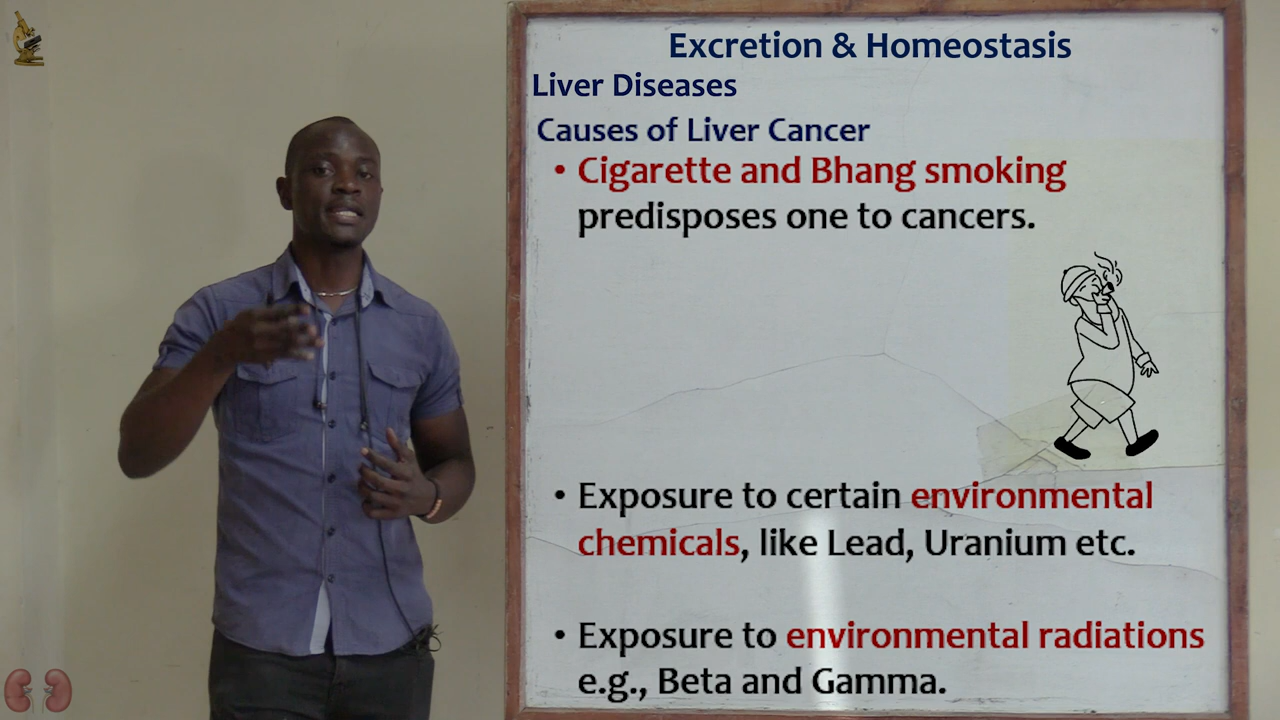 Excretion & Homeostasis
Liver Diseases
Causes of Liver Cancer
• Cigarette and Bhang smoking
predisposes one to cancers.
• Exposure to certain environmental
chemicals, like Lead, Uranium etc.
• Exposure to environmental radiations
e.g., Beta and Gamma.